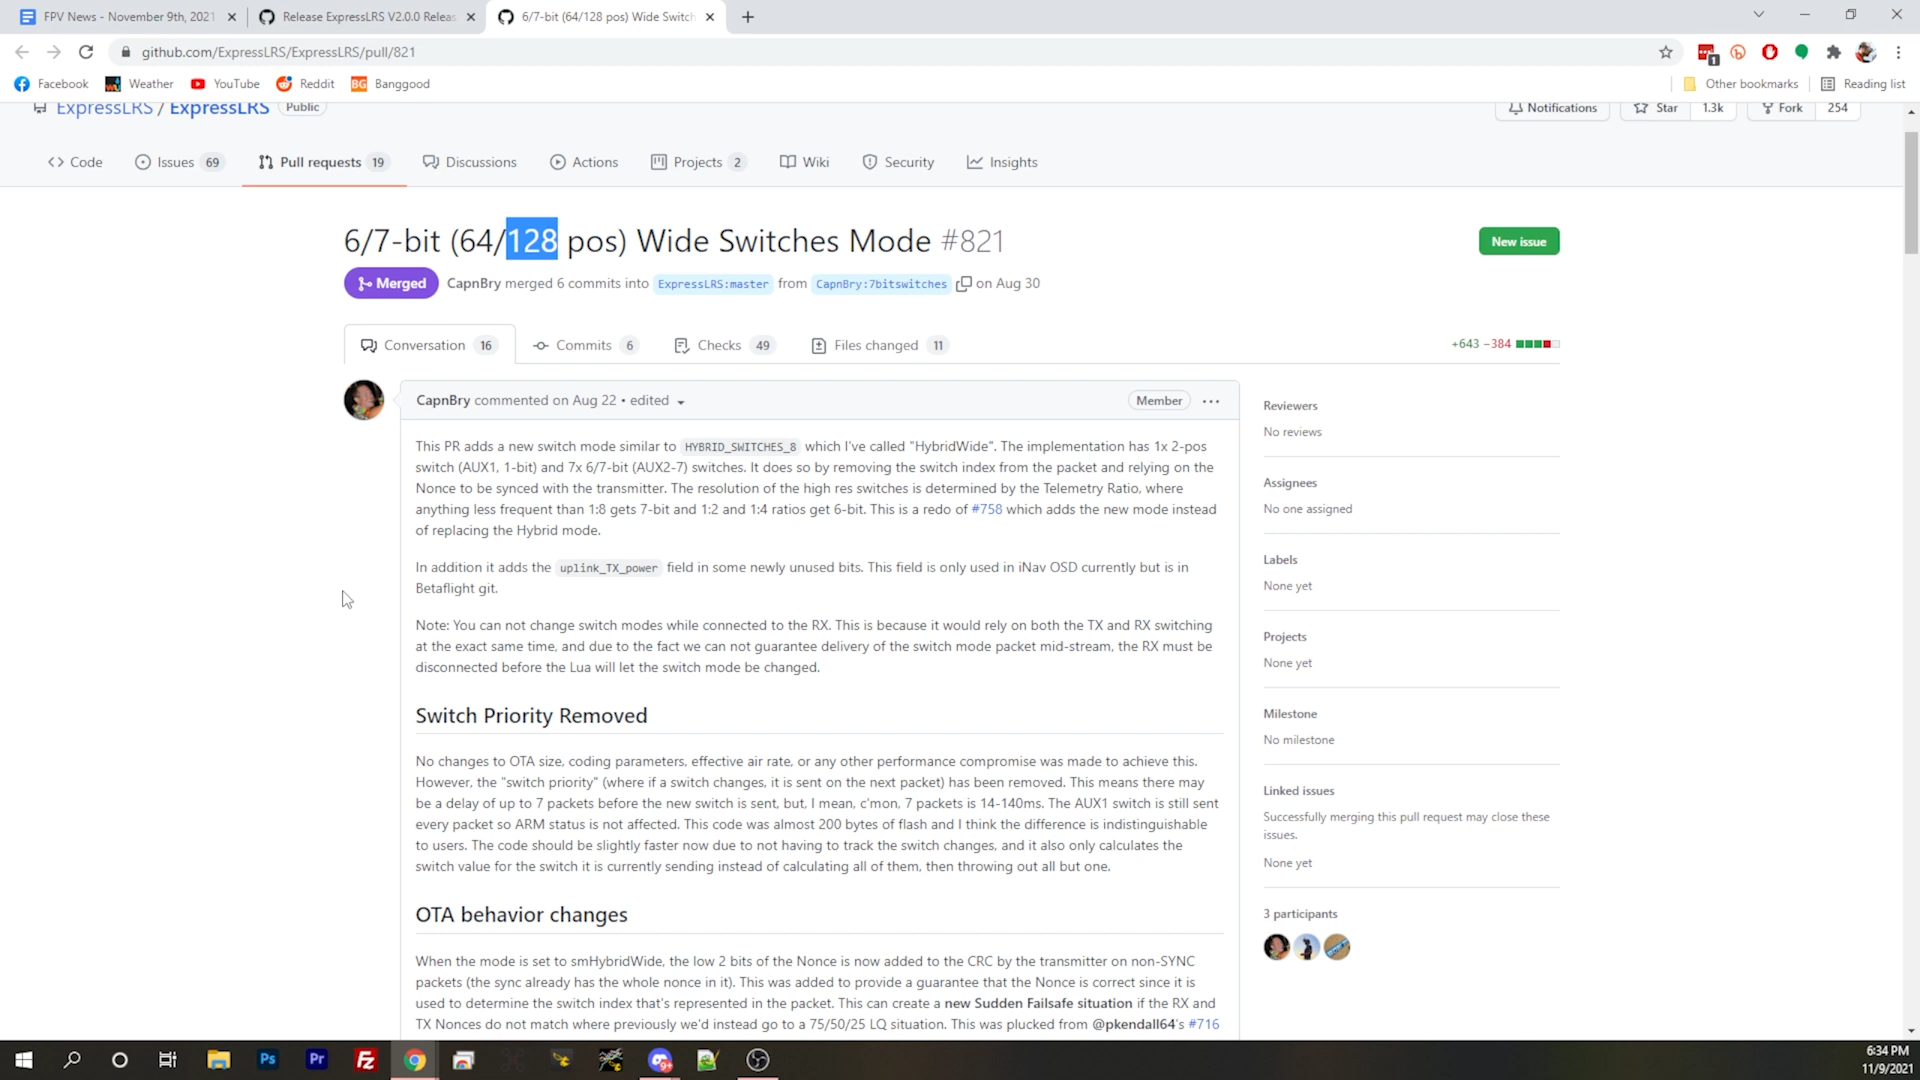 FPV News - November 9th, 2021
Release ExpressLRS V2.0.0 Releas
6/7-bit (64/128 pos) Wide Switch
github.com/ExpressLRS/ExpressLRS/pull/821
1
Facebook Weather YouTube Reddit BG Banggood
Other bookmarks Reading list
ExpressLRS / ExpressLRS Public
Notifications Star 1.3k Fork 254
Code Issues 69 Pull requests 19 Discussions Actions Projects 2 Wiki Security Insights
6/7-bit (64/128 pos) Wide Switches Mode #821
New issue
Merged CapnBry merged 6 commits into ExpressLRS:master from CapnBry:7bitswitches on Aug 30
Conversation 16 Commits 6 Checks 49 Files changed 11
+643 −384
CapnBry commented on Aug 22 • edited
Member
This PR adds a new switch mode similar to HYBRID_SWITCHES_8 which I've called "HybridWide". The implementation has 1x 2-pos
switch (AUX1, 1-bit) and 7x 6/7-bit (AUX2-7) switches. It does so by removing the switch index from the packet and relying on the
Nonce to be synced with the transmitter. The resolution of the high res switches is determined by the Telemetry Ratio, where
anything less frequent than 1:8 gets 7-bit and 1:2 and 1:4 ratios get 6-bit. This is a redo of #758 which adds the new mode instead
of replacing the Hybrid mode.
In addition it adds the uplink_TX_power field in some newly unused bits. This field is only used in iNav OSD currently but is in
Betaflight git.
Note: You can not change switch modes while connected to the RX. This is because it would rely on both the TX and RX switching
at the exact same time, and due to the fact we can not guarantee delivery of the switch mode packet mid-stream, the RX must be
disconnected before the Lua will let the switch mode be changed.
Switch Priority Removed
No changes to OTA size, coding parameters, effective air rate, or any other performance compromise was made to achieve this.
However, the "switch priority" (where if a switch changes, it is sent on the next packet) has been removed. This means there may
be a delay of up to 7 packets before the new switch is sent, but, I mean, c'mon, 7 packets is 14-140ms. The AUX1 switch is still sent
every packet so ARM status is not affected. This code was almost 200 bytes of flash and I think the difference is indistinguishable
to users. The code should be slightly faster now due to not having to track the switch changes, and it also only calculates the
switch value for the switch it is currently sending instead of calculating all of them, then throwing out all but one.
OTA behavior changes
When the mode is set to smHybridWide, the low 2 bits of the Nonce is now added to the CRC by the transmitter on non-SYNC
packets (the sync already has the whole nonce in it). This was added to provide a guarantee that the Nonce is correct since it is
used to determine the switch index that's represented in the packet. This can create a new Sudden Failsafe situation if the RX and
TX Nonces do not match where previously we'd instead go to a 75/50/25 LQ situation. This was plucked from @pkendall64's #716
Reviewers
No reviews
Assignees
No one assigned
Labels
None yet
Projects
None yet
Milestone
No milestone
Linked issues
Successfully merging this pull request may close these
issues.
None yet
3 participants
Ps Pr Fz 9+
6:34 PM
11/9/2021